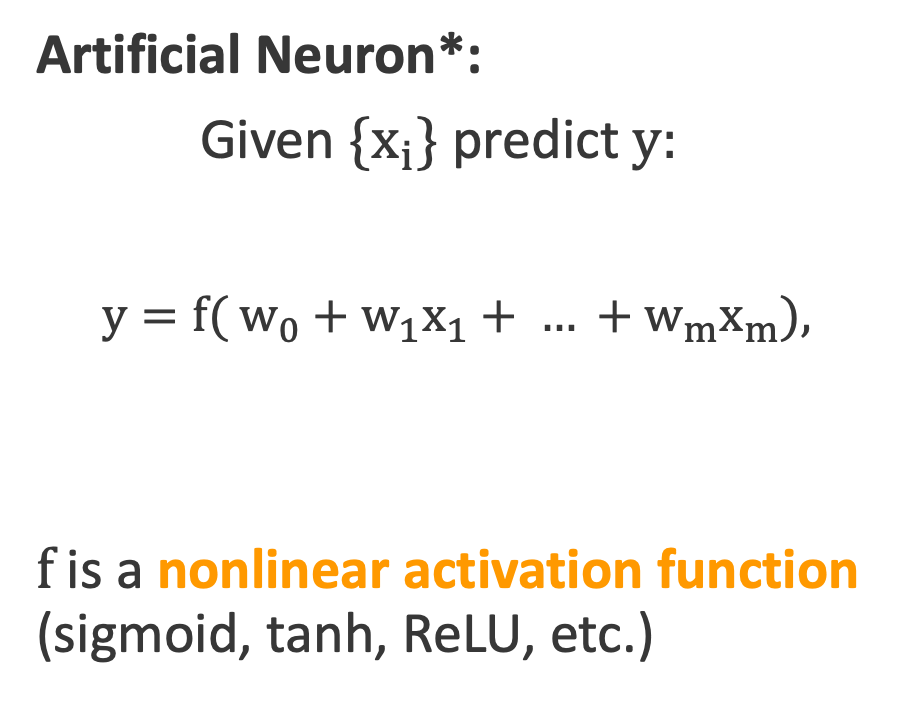 Artificial Neuron*:
Given {xᵢ} predict y:
y = f( w₀ + w₁x₁ + ... + wₘxₘ),
f is a nonlinear activation function
(sigmoid, tanh, ReLU, etc.)